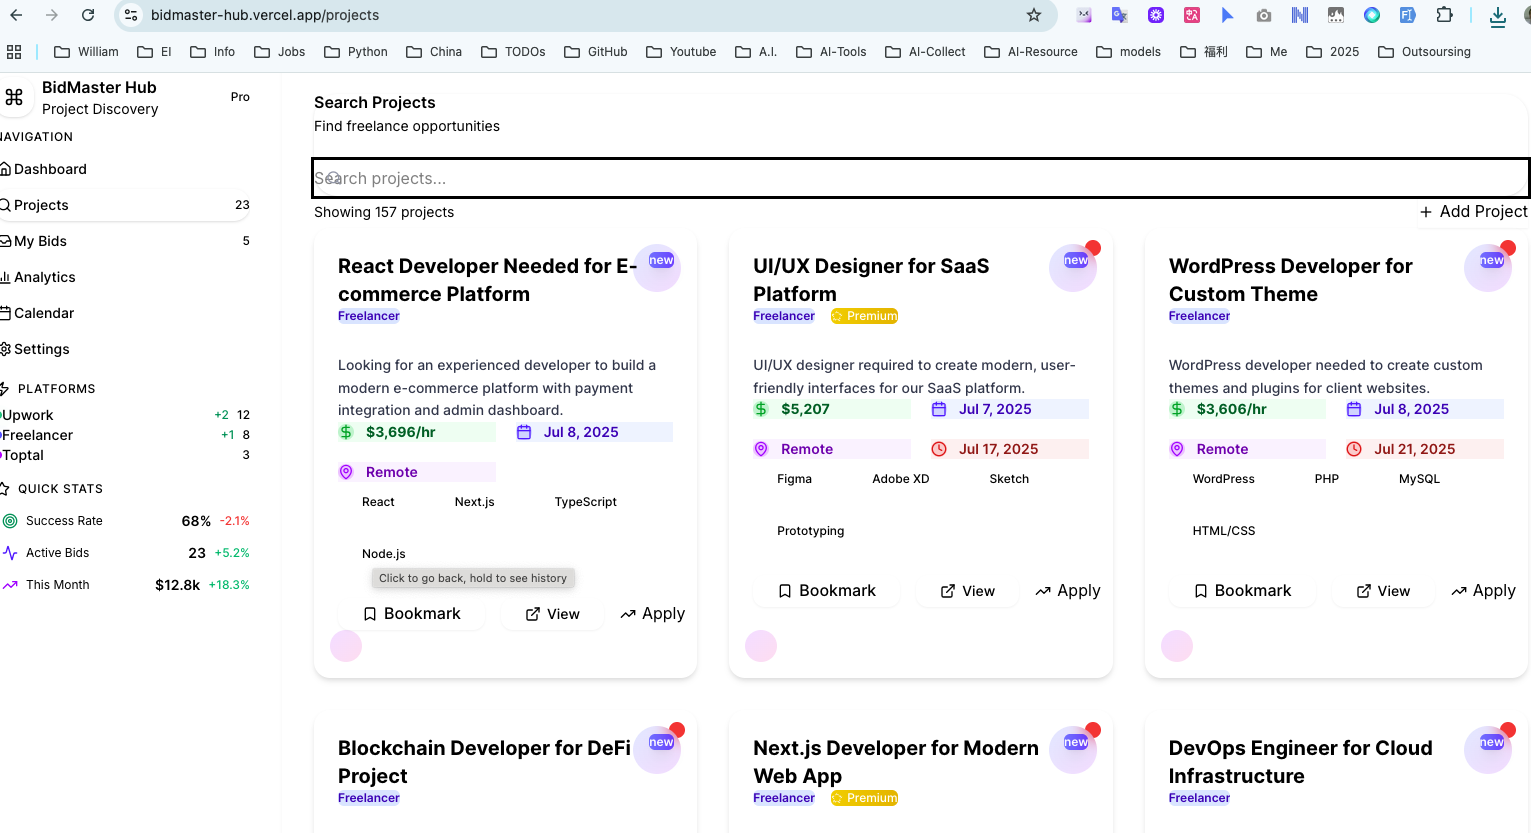 bidmaster-hub.vercel.app/projects
William EI Info Jobs Python China TODOs GitHub Youtube A.I. AI-Tools AI-Collect AI-Resource models 福利 Me 2025 Outsoursing
BidMaster Hub
Project Discovery
Pro
NAVIGATION
Dashboard
Projects 23
My Bids 5
Analytics
Calendar
Settings
PLATFORMS
Upwork +2 12
Freelancer +1 8
Toptal 3
QUICK STATS
Success Rate 68% -2.1%
Active Bids 23 +5.2%
This Month $12.8k +18.3%
Search Projects
Find freelance opportunities
Search projects...
Showing 157 projects
+ Add Project
React Developer Needed for E-
commerce Platform
new
Freelancer
Looking for an experienced developer to build a
modern e-commerce platform with payment
integration and admin dashboard.
$3,696/hr Jul 8, 2025
Remote
React Next.js TypeScript
Node.js
Click to go back, hold to see history
Bookmark View Apply
UI/UX Designer for SaaS
Platform
new
Freelancer Premium
UI/UX designer required to create modern, user-
friendly interfaces for our SaaS platform.
$5,207 Jul 7, 2025
Remote Jul 17, 2025
Figma Adobe XD Sketch
Prototyping
Bookmark View Apply
WordPress Developer for
Custom Theme
new
Freelancer
WordPress developer needed to create custom
themes and plugins for client websites.
$3,606/hr Jul 8, 2025
Remote Jul 21, 2025
WordPress PHP MySQL
HTML/CSS
Bookmark View Apply
Blockchain Developer for DeFi
Project
new
Freelancer
Next.js Developer for Modern
Web App
new
Freelancer Premium
DevOps Engineer for Cloud
Infrastructure
new
Freelancer